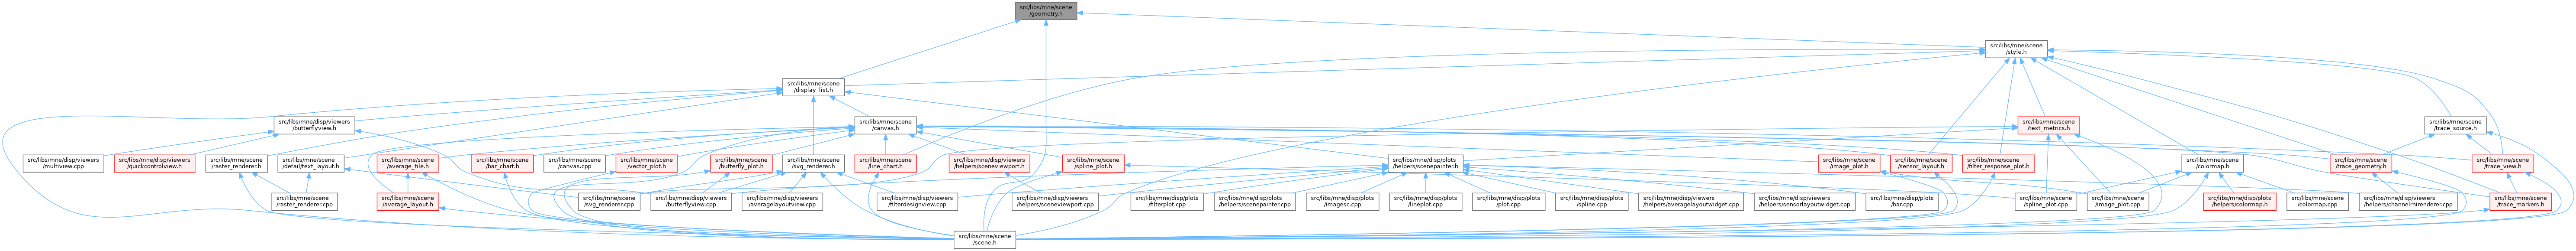 src/libs/mne/scene
/geometry.h
src/libs/mne/scene
/style.h
src/libs/mne/scene
/display_list.h
src/libs/mne/disp/viewers
/butterflyview.h
src/libs/mne/scene
/canvas.h
src/libs/mne/scene
/text_metrics.h
src/libs/mne/scene
/trace_source.h
src/libs/mne/disp/viewers
/multiview.cpp
src/libs/mne/disp/viewers
/quickcontrolview.h
src/libs/mne/scene
/raster_renderer.h
src/libs/mne/scene
/detail/text_layout.h
src/libs/mne/scene
/average_tile.h
src/libs/mne/scene
/bar_chart.h
src/libs/mne/scene
/canvas.cpp
src/libs/mne/scene
/vector_plot.h
src/libs/mne/scene
/butterfly_plot.h
src/libs/mne/scene
/svg_renderer.h
src/libs/mne/scene
/line_chart.h
src/libs/mne/disp/viewers
/helpers/sceneviewport.h
src/libs/mne/scene
/spline_plot.h
src/libs/mne/disp/plots
/helpers/scenepainter.h
src/libs/mne/scene
/image_plot.h
src/libs/mne/scene
/sensor_layout.h
src/libs/mne/scene
/filter_response_plot.h
src/libs/mne/scene
/colormap.h
src/libs/mne/scene
/trace_geometry.h
src/libs/mne/scene
/trace_view.h
src/libs/mne/scene
/raster_renderer.cpp
src/libs/mne/scene
/average_layout.h
src/libs/mne/scene
/svg_renderer.cpp
src/libs/mne/disp/viewers
/butterflyview.cpp
src/libs/mne/disp/viewers
/averagelayoutview.cpp
src/libs/mne/disp/viewers
/filterdesignview.cpp
src/libs/mne/disp/viewers
/helpers/sceneviewport.cpp
src/libs/mne/disp/plots
/filterplot.cpp
src/libs/mne/disp/plots
/helpers/scenepainter.cpp
src/libs/mne/disp/plots
/imagesc.cpp
src/libs/mne/disp/plots
/lineplot.cpp
src/libs/mne/disp/plots
/plot.cpp
src/libs/mne/disp/plots
/spline.cpp
src/libs/mne/disp/viewers
/helpers/averagelayoutwidget.cpp
src/libs/mne/disp/viewers
/helpers/sensorlayoutwidget.cpp
src/libs/mne/disp/plots
/bar.cpp
src/libs/mne/scene
/spline_plot.cpp
src/libs/mne/scene
/image_plot.cpp
src/libs/mne/disp/plots
/helpers/colormap.h
src/libs/mne/scene
/colormap.cpp
src/libs/mne/disp/viewers
/helpers/channelrhirenderer.cpp
src/libs/mne/scene
/trace_markers.h
src/libs/mne/scene
/scene.h